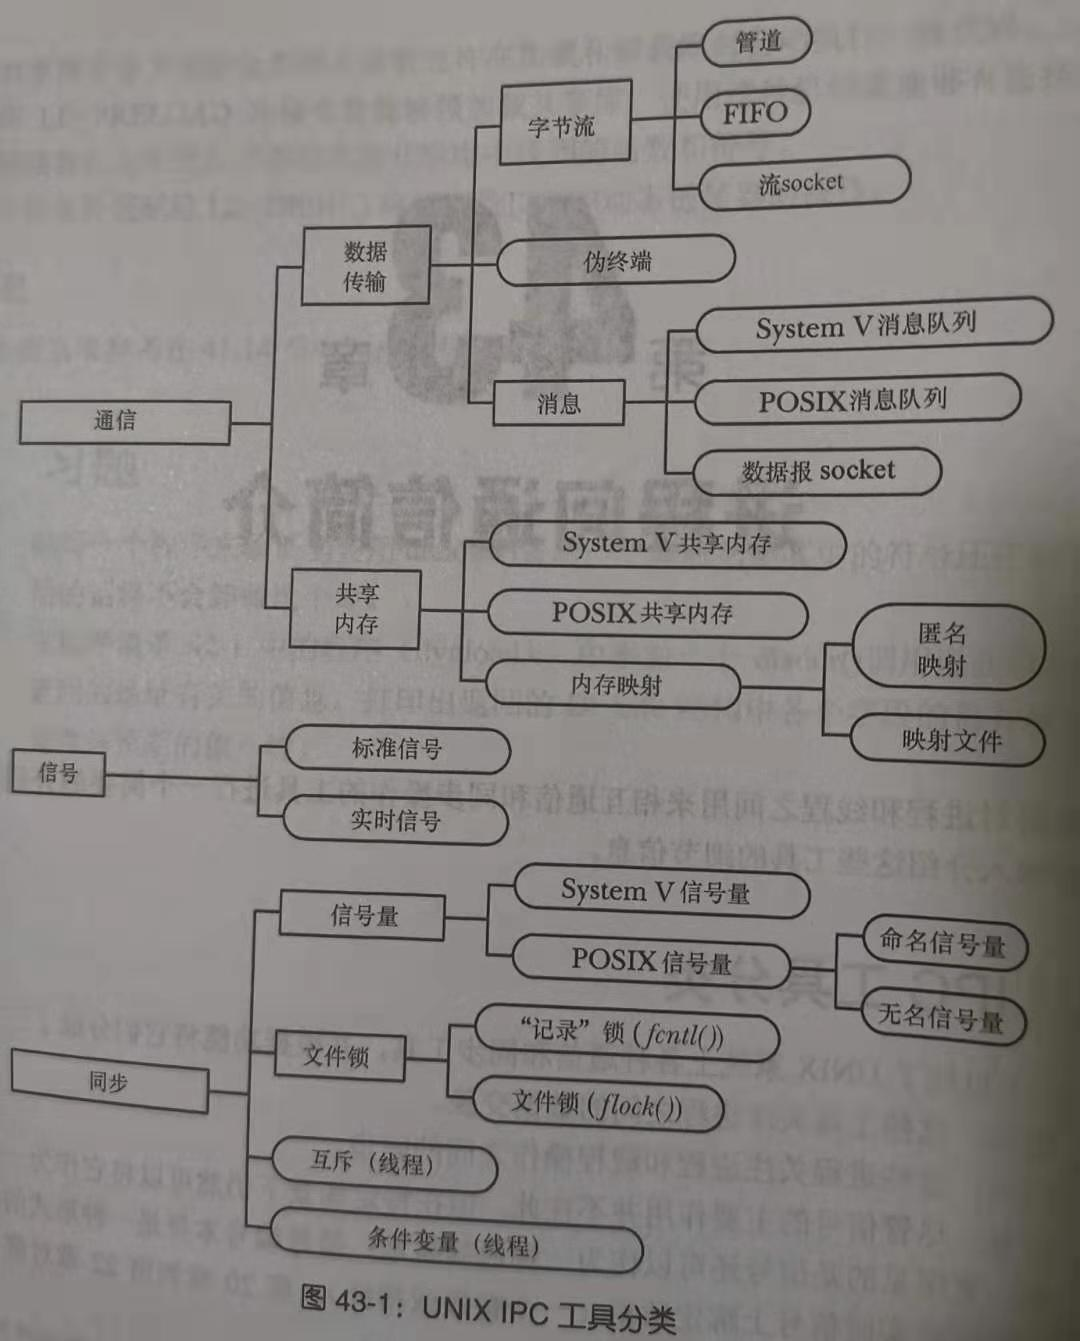 管道
字节流
FIFO
流socket
数据
传输
伪终端
System V消息队列
通信
消息
POSIX消息队列
数据报 socket
System V共享内存
共享
内存
POSIX共享内存
匿名
映射
内存映射
映射文件
标准信号
信号
实时信号
System V信号量
信号量
命名信号量
POSIX信号量
无名信号量
“记录”锁 (fcntl())
文件锁
同步
文件锁 (flock())
互斥（线程）
条件变量（线程）
图 43-1：UNIX IPC 工具分类